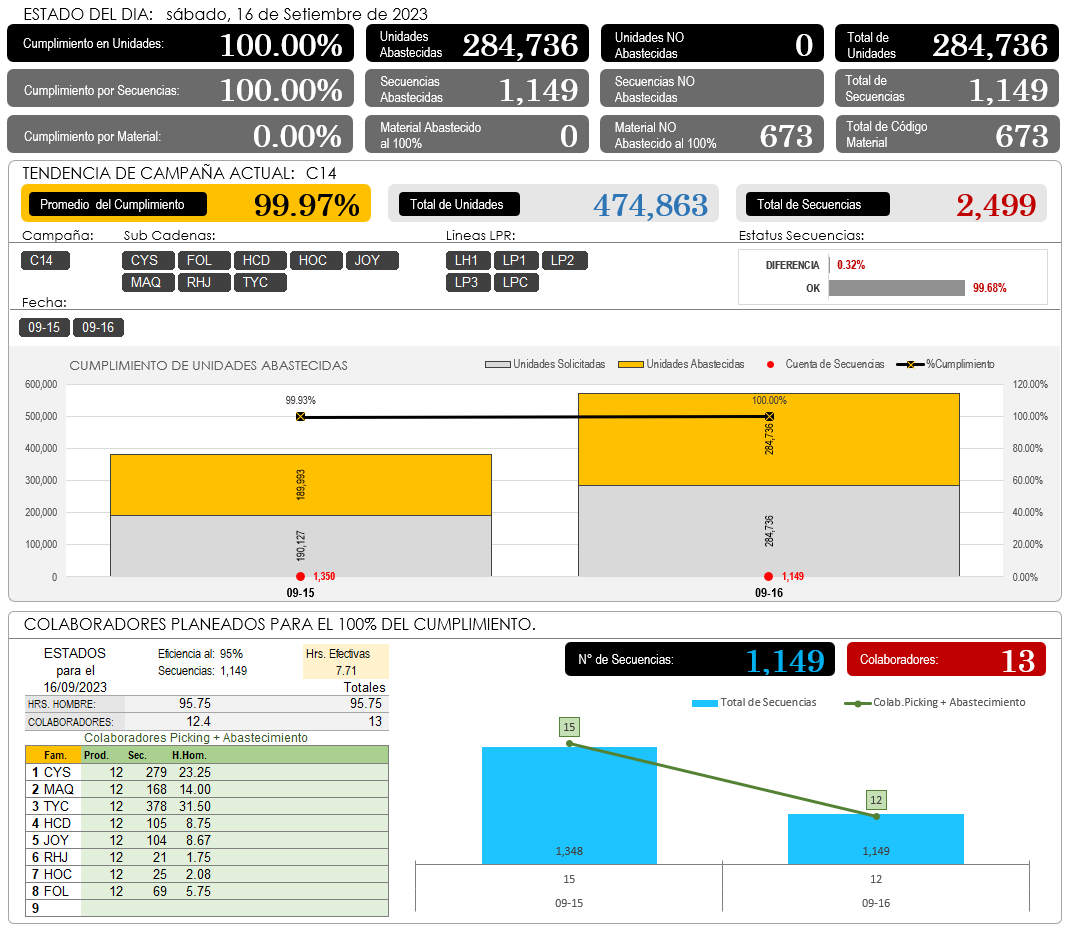 ESTADO DEL DIA: sábado, 16 de Setiembre de 2023
Cumplimiento en Unidades: 100.00%
Unidades Abastecidas 284,736
Unidades NO Abastecidas 0
Total de Unidades 284,736
Cumplimiento por Secuencias: 100.00%
Secuencias Abastecidas 1,149
Secuencias NO Abastecidas
Total de Secuencias 1,149
Cumplimiento por Material: 0.00%
Material Abastecido al 100% 0
Material NO Abastecido al 100% 673
Total de Código Material 673
TENDENCIA DE CAMPAÑA ACTUAL: C14
Promedio del Cumplimiento 99.97%
Total de Unidades 474,863
Total de Secuencias 2,499
Campaña:
C14
Sub Cadenas:
CYS FOL HCD HOC JOY
MAQ RHJ TYC
Lineas LPR:
LH1 LP1 LP2
LP3 LPC
Estatus Secuencias:
DIFERENCIA 0.32%
OK 99.68%
Fecha:
09-15 09-16
CUMPLIMIENTO DE UNIDADES ABASTECIDAS
Unidades Solicitadas Unidades Abastecidas Cuenta de Secuencias %Cumplimiento
600,000
500,000
400,000
300,000
200,000
100,000
0
99.93%
189,993
190,127
1,350
09-15
100.00%
284,736
284,736
1,149
09-16
120.00%
100.00%
80.00%
60.00%
40.00%
20.00%
0.00%
COLABORADORES PLANEADOS PARA EL 100% DEL CUMPLIMIENTO.
ESTADOS
para el
16/09/2023
Eficiencia al: 95%
Secuencias: 1,149
Hrs. Efectivas
7.71
Totales
HRS. HOMBRE: 95.75 95.75
COLABORADORES: 12.4 13
Colaboradores Picking + Abastecimiento
Fam. Prod. Sec. H.Hom.
1 CYS 12 279 23.25
2 MAQ 12 168 14.00
3 TYC 12 378 31.50
4 HCD 12 105 8.75
5 JOY 12 104 8.67
6 RHJ 12 21 1.75
7 HOC 12 25 2.08
8 FOL 12 69 5.75
9
N° de Secuencias: 1,149
Colaboradores: 13
Total de Secuencias Colab.Picking + Abastecimiento
15
12
1,348 1,149
15 12
09-15 09-16